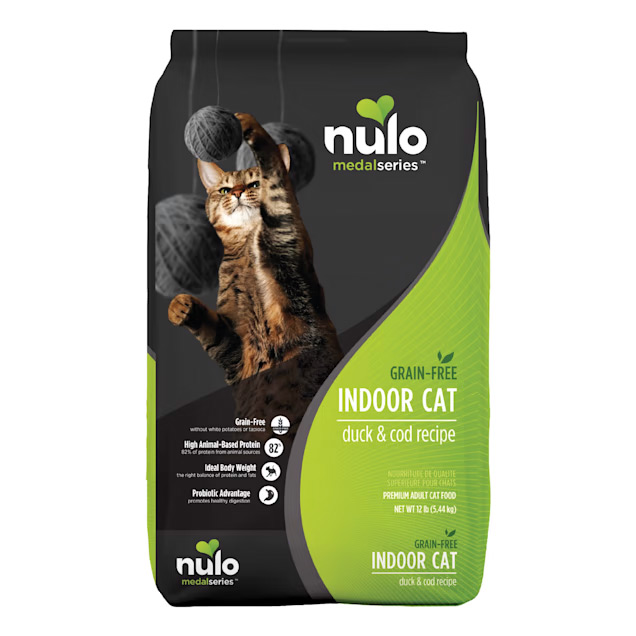 nulo
medalseries™
GRAIN-FREE
INDOOR CAT
duck & cod recipe
Grain-Free
without white potatoes or tapioca
High Animal-Based Protein
82% of protein from animal sources
82%
Ideal Body Weight
the right balance of protein and fats
Probiotic Advantage
promotes healthy digestion
NOURRITURE DE QUALITÉ
SUPÉRIEURE POUR CHATS
PREMIUM ADULT CAT FOOD
NET WT 12 lb (5,44 kg)
nulo
medalseries™
GRAIN-FREE
INDOOR CAT
duck & cod recipe